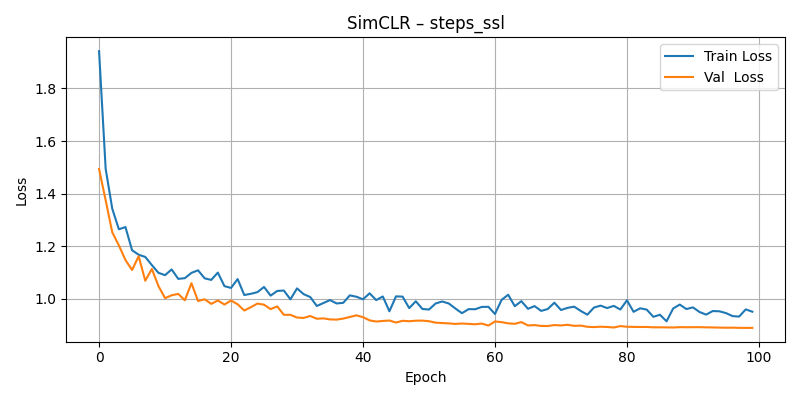 SimCLR – steps_ssl
Train Loss
Val  Loss
Loss
1.8
1.6
1.4
1.2
1.0
0 20 40 60 80 100
Epoch